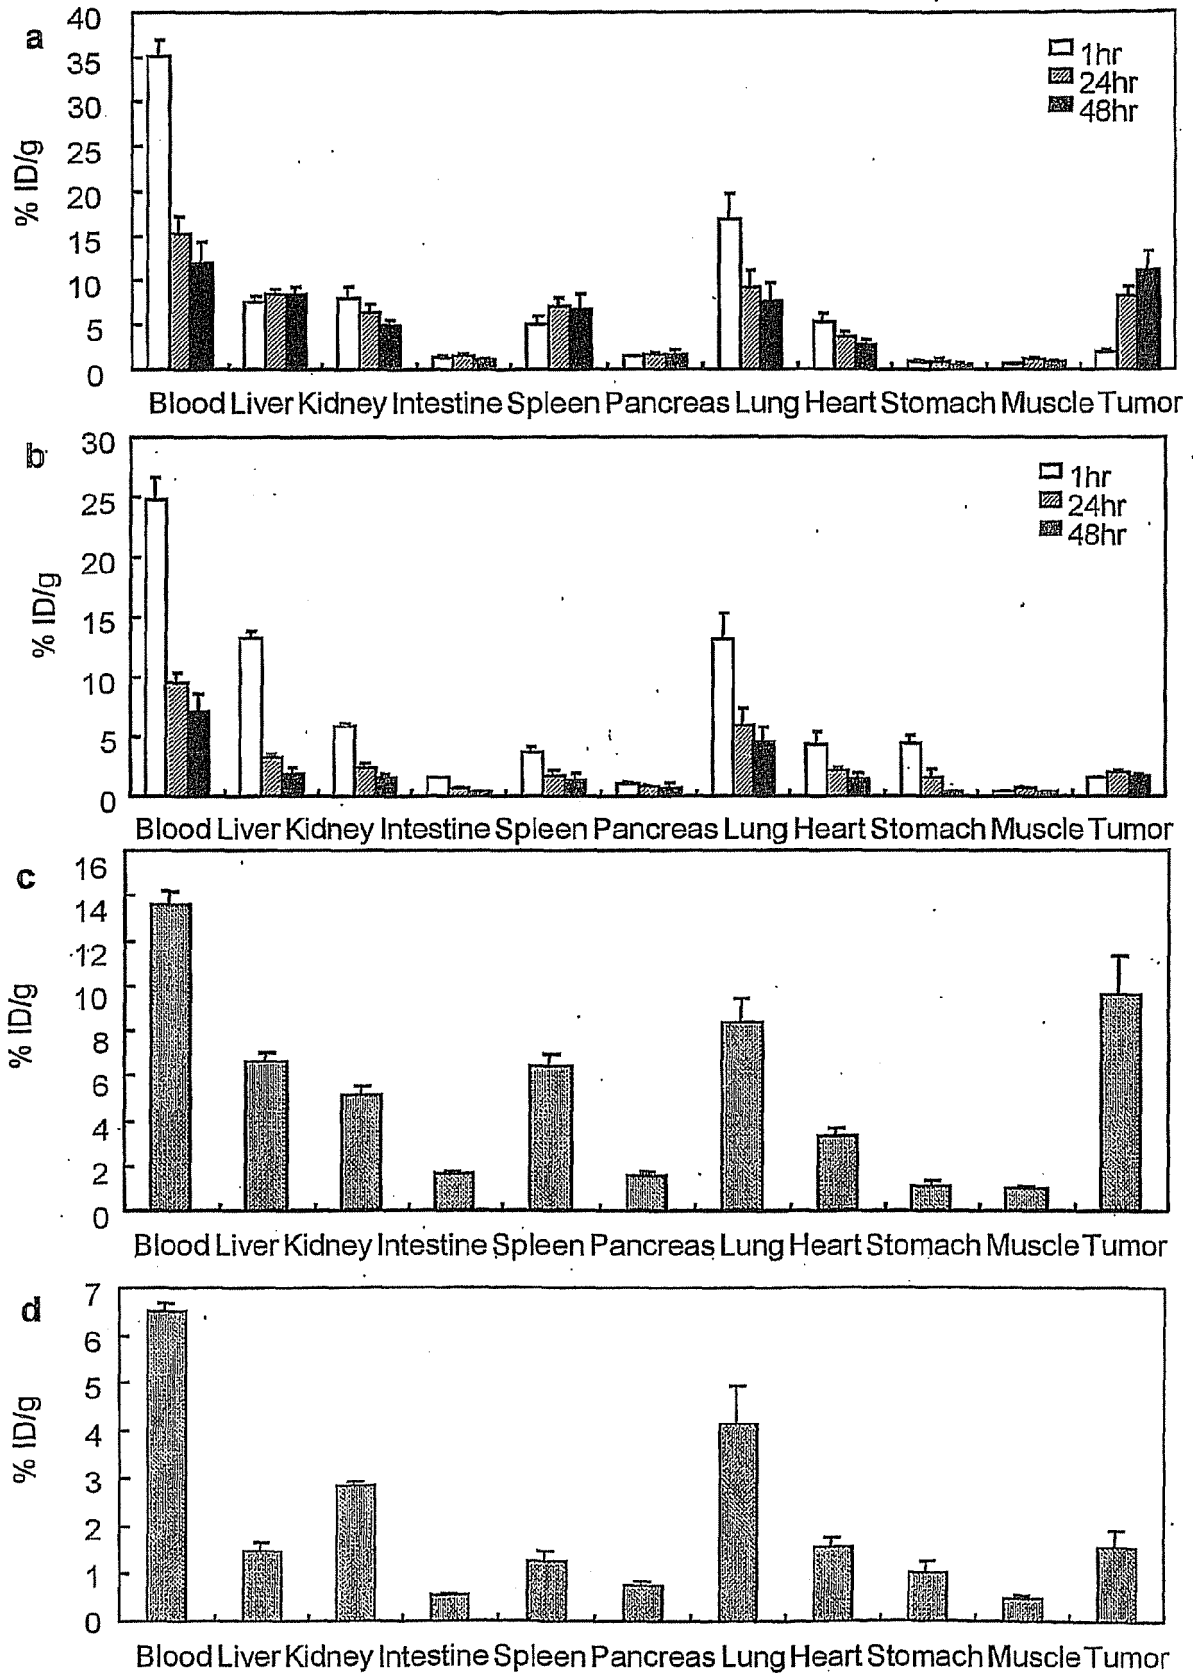 a
40
35
30
25
20
15
10
5
0
% ID/g
1hr
24hr
48hr
Blood Liver Kidney Intestine Spleen Pancreas Lung Heart Stomach Muscle Tumor
b
30
25
20
15
10
5
0
% ID/g
1hr
24hr
48hr
Blood Liver Kidney Intestine Spleen Pancreas Lung Heart Stomach Muscle Tumor
c
16
14
12
10
8
6
4
2
0
% ID/g
Blood Liver Kidney Intestine Spleen Pancreas Lung Heart Stomach Muscle Tumor
d
7
6
5
4
3
2
1
0
% ID/g
Blood Liver Kidney Intestine Spleen Pancreas Lung Heart Stomach Muscle Tumor